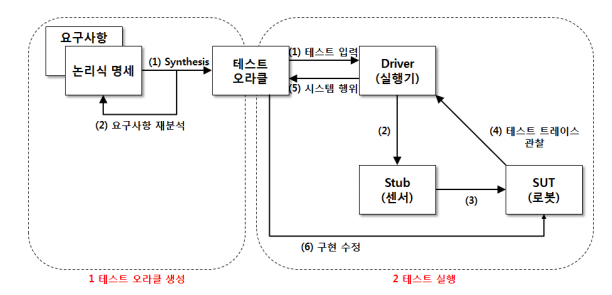 요구사항
논리식 명세
(1) Synthesis
(2) 요구사항 재분석
테스트
오라클
(1) 테스트 입력
(5) 시스템 행위
Driver
(실행기)
(2)
(4) 테스트 트레이스
관찰
Stub
(센서)
(3)
SUT
(로봇)
(6) 구현 수정
1 테스트 오라클 생성
2 테스트 실행